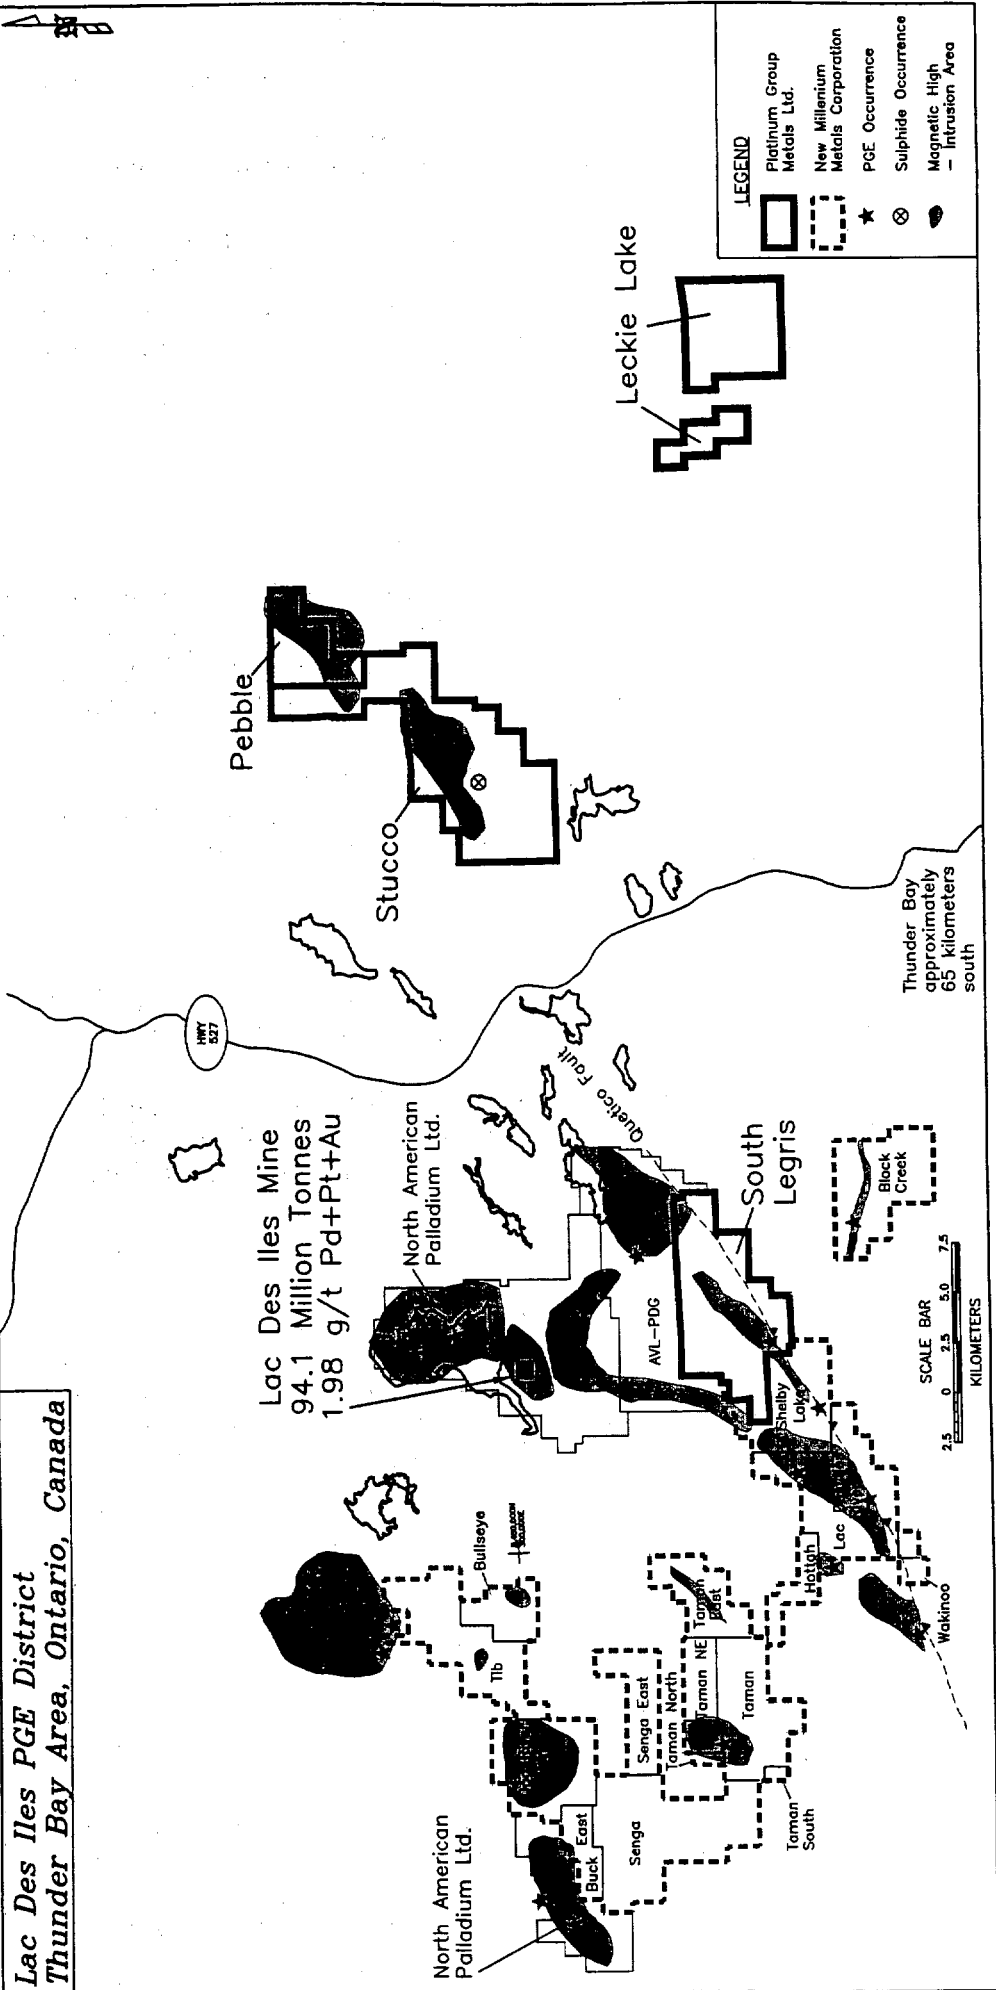 Lac Des Iles PGE District
Thunder Bay Area, Ontario, Canada
HWY
527
Lac Des Iles Mine
94.1 Million Tonnes
1.98 g/t Pd+Pt+Au
North American
Palladium Ltd.
Pebble
Stucco
Leckie Lake
Quetico Fault
AVL-PDG
South
Legris
Shelby
Lake
Block
Creek
Bullseye
Tib
North American
Palladium Ltd.
Buck
East
Senga
Senga East
Taman North
Taman NE
Taman
East
Taman
Taman
South
Hottah
Lac
Wakinoo
Thunder Bay
approximately
65 kilometers
south
SCALE BAR
2.5 0 2.5 5.0 7.5
KILOMETERS
LEGEND
Platinum Group
Metals Ltd.
New Millenium
Metals Corporation
PGE Occurrence
Sulphide Occurrence
Magnetic High
- Intrusion Area